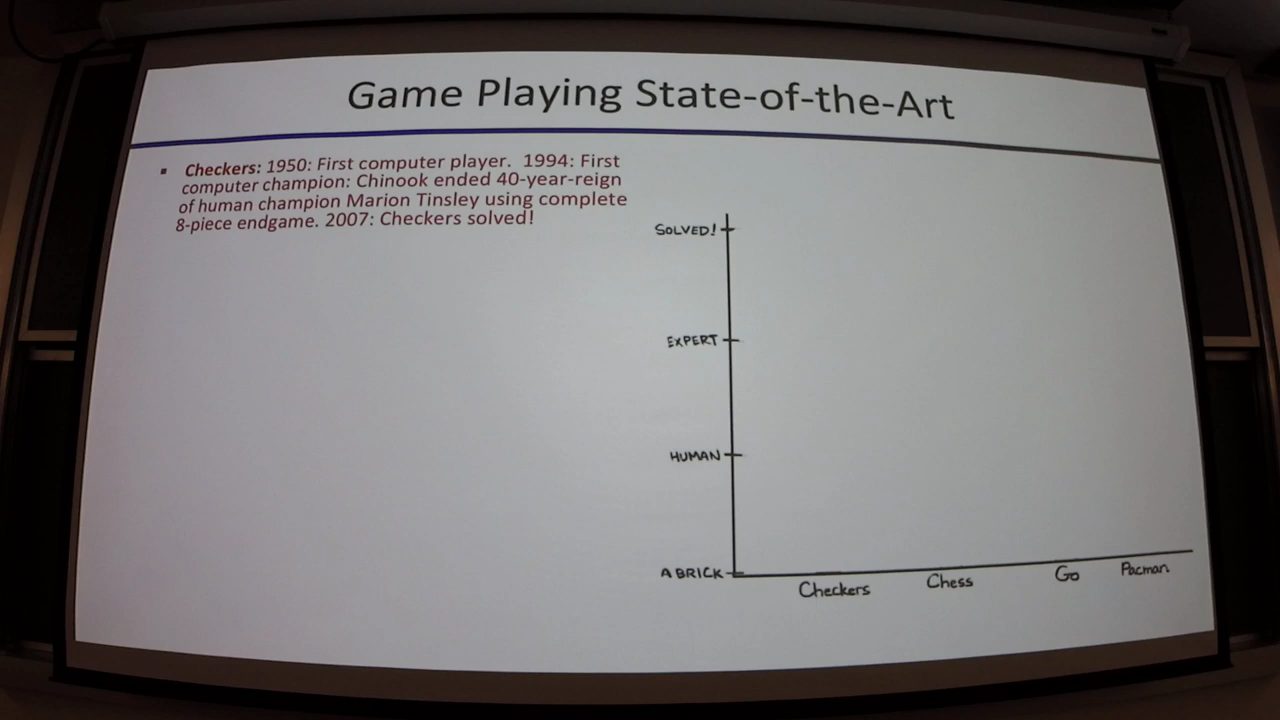 Game Playing State-of-the-Art
▪ Checkers: 1950: First computer player. 1994: First
computer champion: Chinook ended 40-year-reign
of human champion Marion Tinsley using complete
8-piece endgame. 2007: Checkers solved!
SOLVED!
EXPERT
HUMAN
A BRICK
Checkers
Chess
Go
Pacman